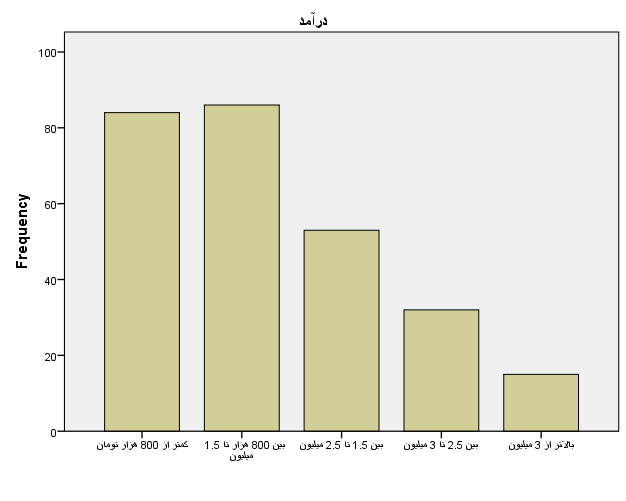 درآمد
Frequency
100
80
60
40
20
0
کمتر از 800 هزار تومان
بین 800 هزار تا 1.5
میلیون
بین 1.5 تا 2.5 میلیون
بین 2.5 تا 3 میلیون
بالاتر از 3 میلیون